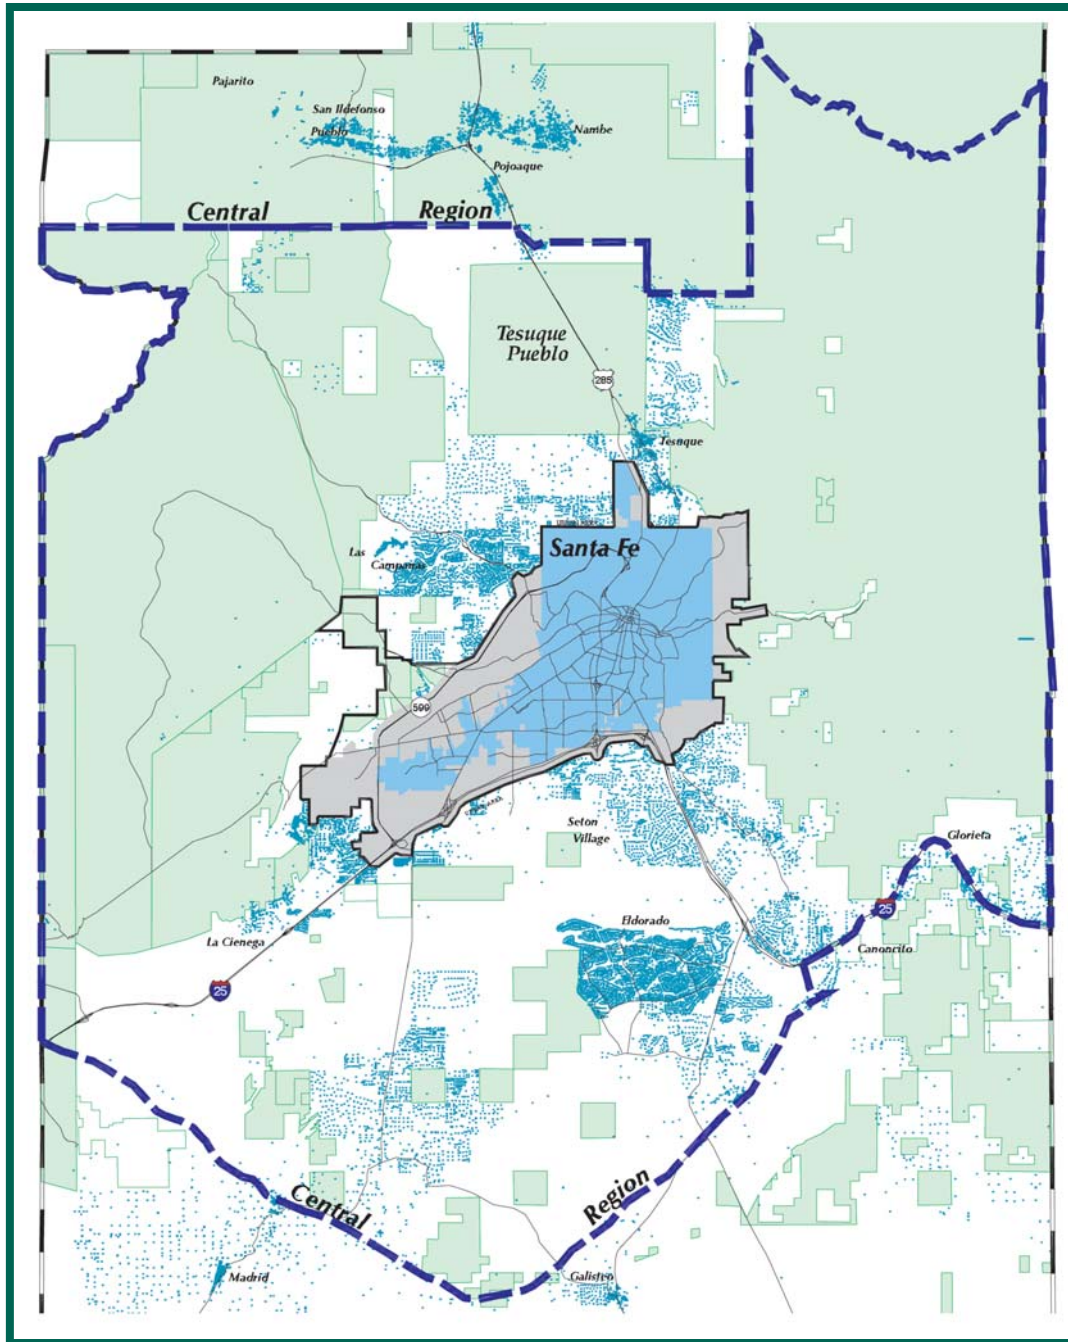 Pajarito
San Ildefonso
Pueblo
Nambe
Pojoaque
Central Region
Tesuque
Pueblo
285
Tesuque
Santa Fe
Las
Campanas
599
Seton
Village
Glorieta
Eldorado
25
La Cienega
Canoncito
25
Central Region
Madrid
Galisteo